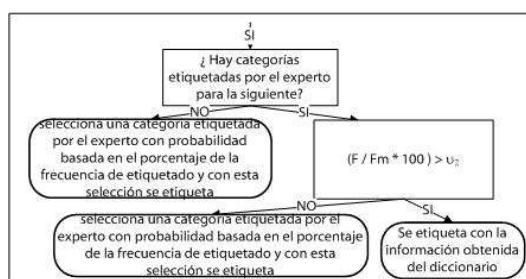 SI
¿ Hay categorías
etiquetadas por el experto
para la siguiente?
NO
SI
selecciona una categoría etiquetada
por el experto con probabilidad
basada en el porcentaje de la
frecuencia de etiquetado y con esta
selección se etiqueta
(F / Fm * 100 ) > υ₂
NO
SI
selecciona una categoría etiquetada por el
experto con probabilidad basada en el porcentaje
de la frecuencia de etiquetado y con esta
selección se etiqueta
Se etiqueta con la
información obtenida
del diccionario